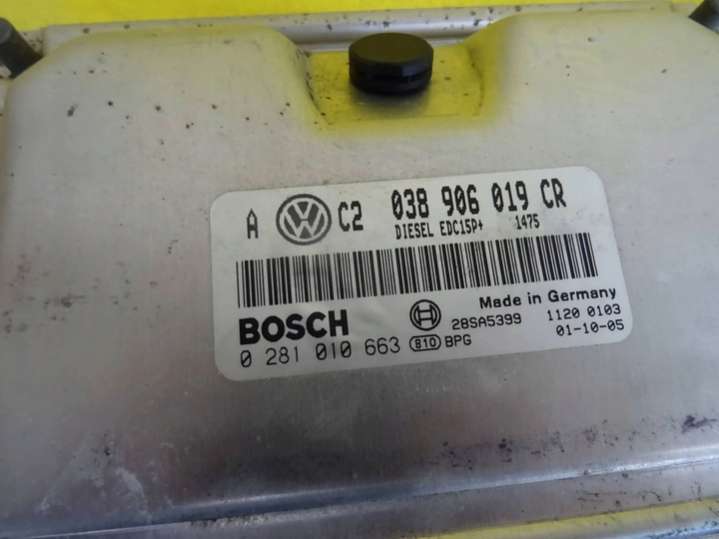 A VW C2 038 906 019 CR
DIESEL EDC15P+ 1475
Made in Germany
BOSCH 28SA5399 1120 0103
0 281 010 663 810 BPG 01-10-05